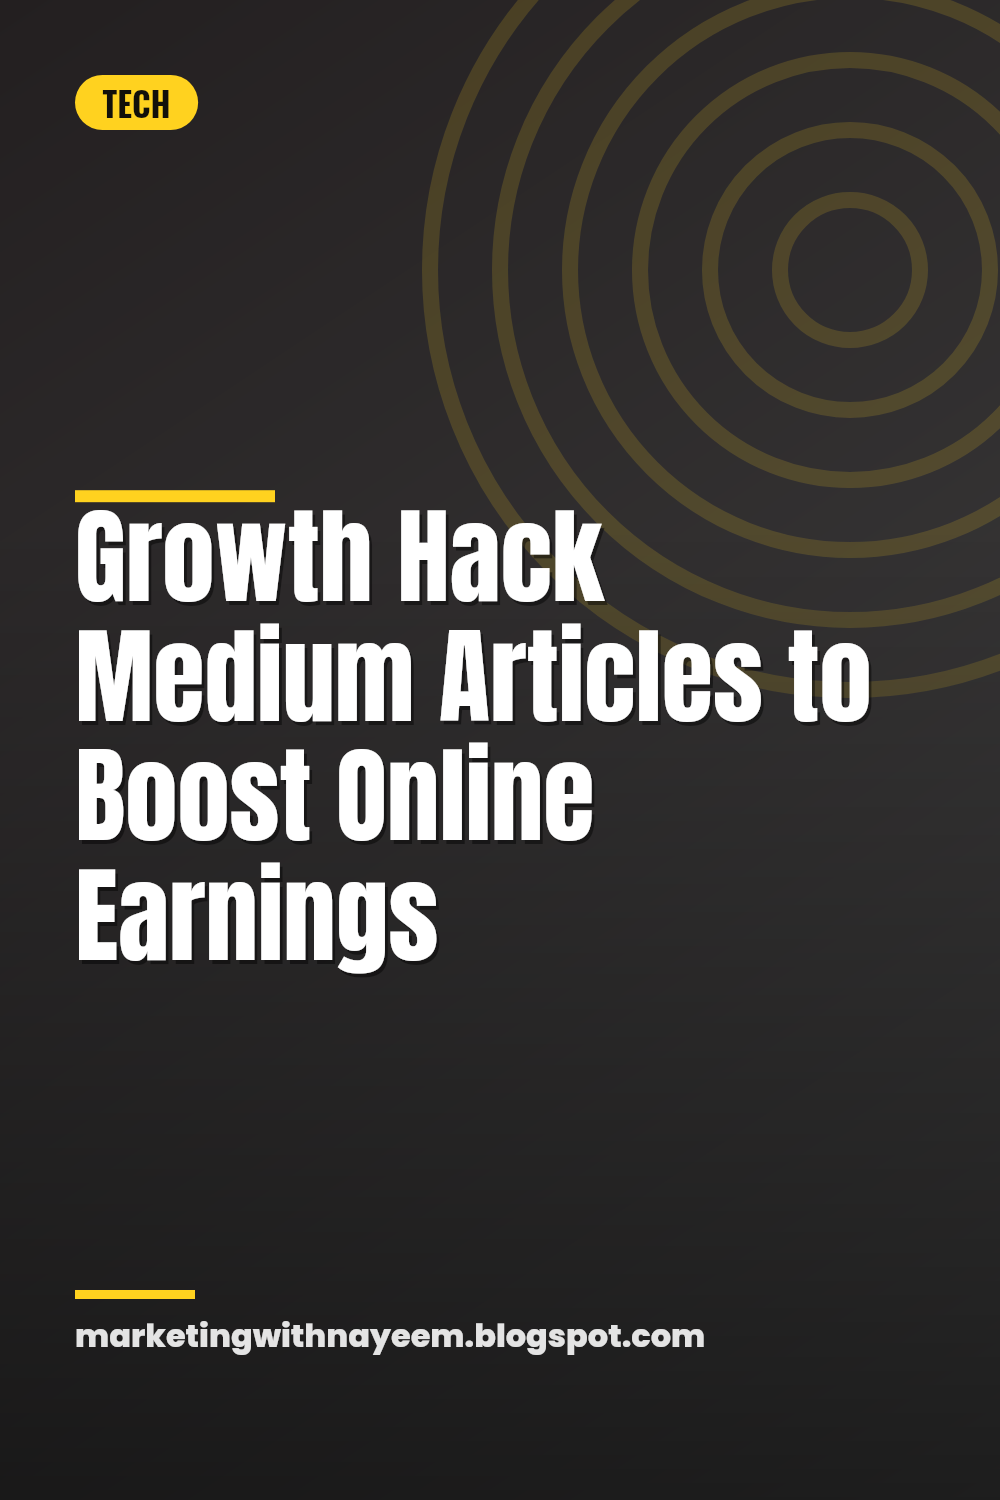 TECH
Growth Hack
Medium Articles to
Boost Online
Earnings
marketingwithnayeem.blogspot.com